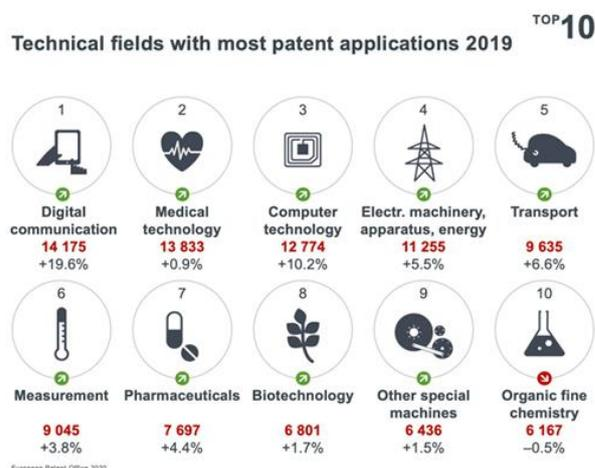 TOP 10
Technical fields with most patent applications 2019
1
Digital
communication
14 175
+19.6%
2
Medical
technology
13 833
+0.9%
3
Computer
technology
12 774
+10.2%
4
Electr. machinery,
apparatus, energy
11 255
+5.5%
5
Transport
9 635
+6.6%
6
Measurement
9 045
+3.8%
7
Pharmaceuticals
7 697
+4.4%
8
Biotechnology
6 801
+1.7%
9
Other special
machines
6 436
+1.5%
10
Organic fine
chemistry
6 167
–0.5%